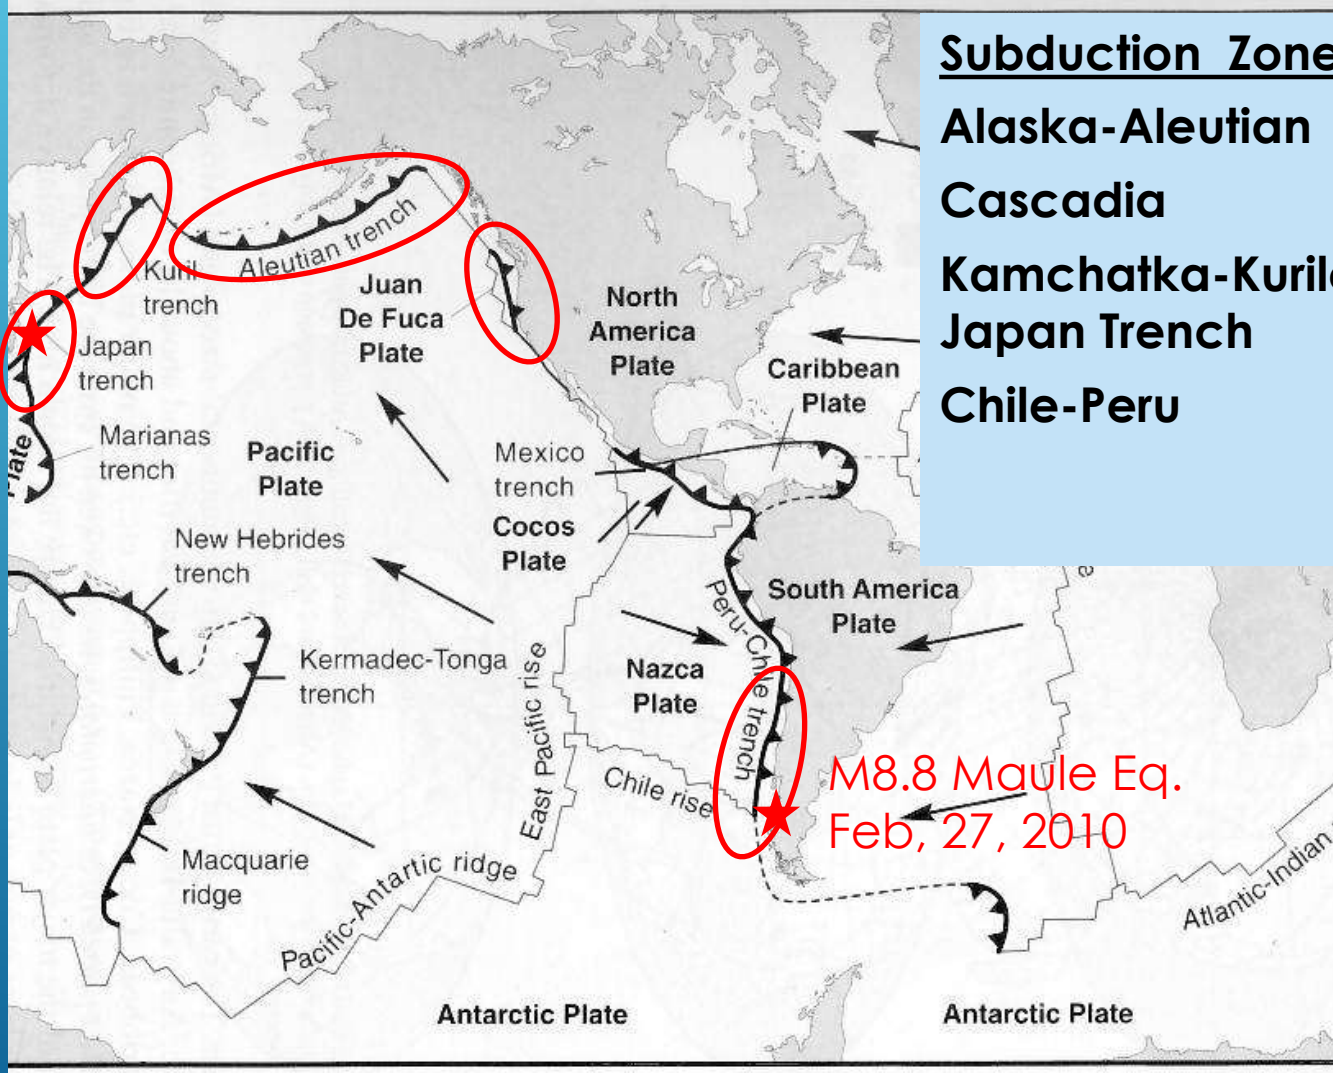 Subduction Zone
Alaska-Aleutian
Cascadia
Kamchatka-Kurile
Japan Trench
Chile-Peru
Kuril
trench
Aleutian trench
Juan
De Fuca
Plate
North
America
Plate
Japan
trench
Caribbean
Plate
Marianas
trench
Pacific
Plate
Mexico
trench
Cocos
Plate
New Hebrides
trench
South America
Plate
Peru-Chile trench
Kermadec-Tonga
trench
Nazca
Plate
East Pacific rise
Chile rise
M8.8 Maule Eq.
Feb, 27, 2010
Macquarie
ridge
Pacific-Antartic ridge
Atlantic-Indian
Antarctic Plate
Antarctic Plate